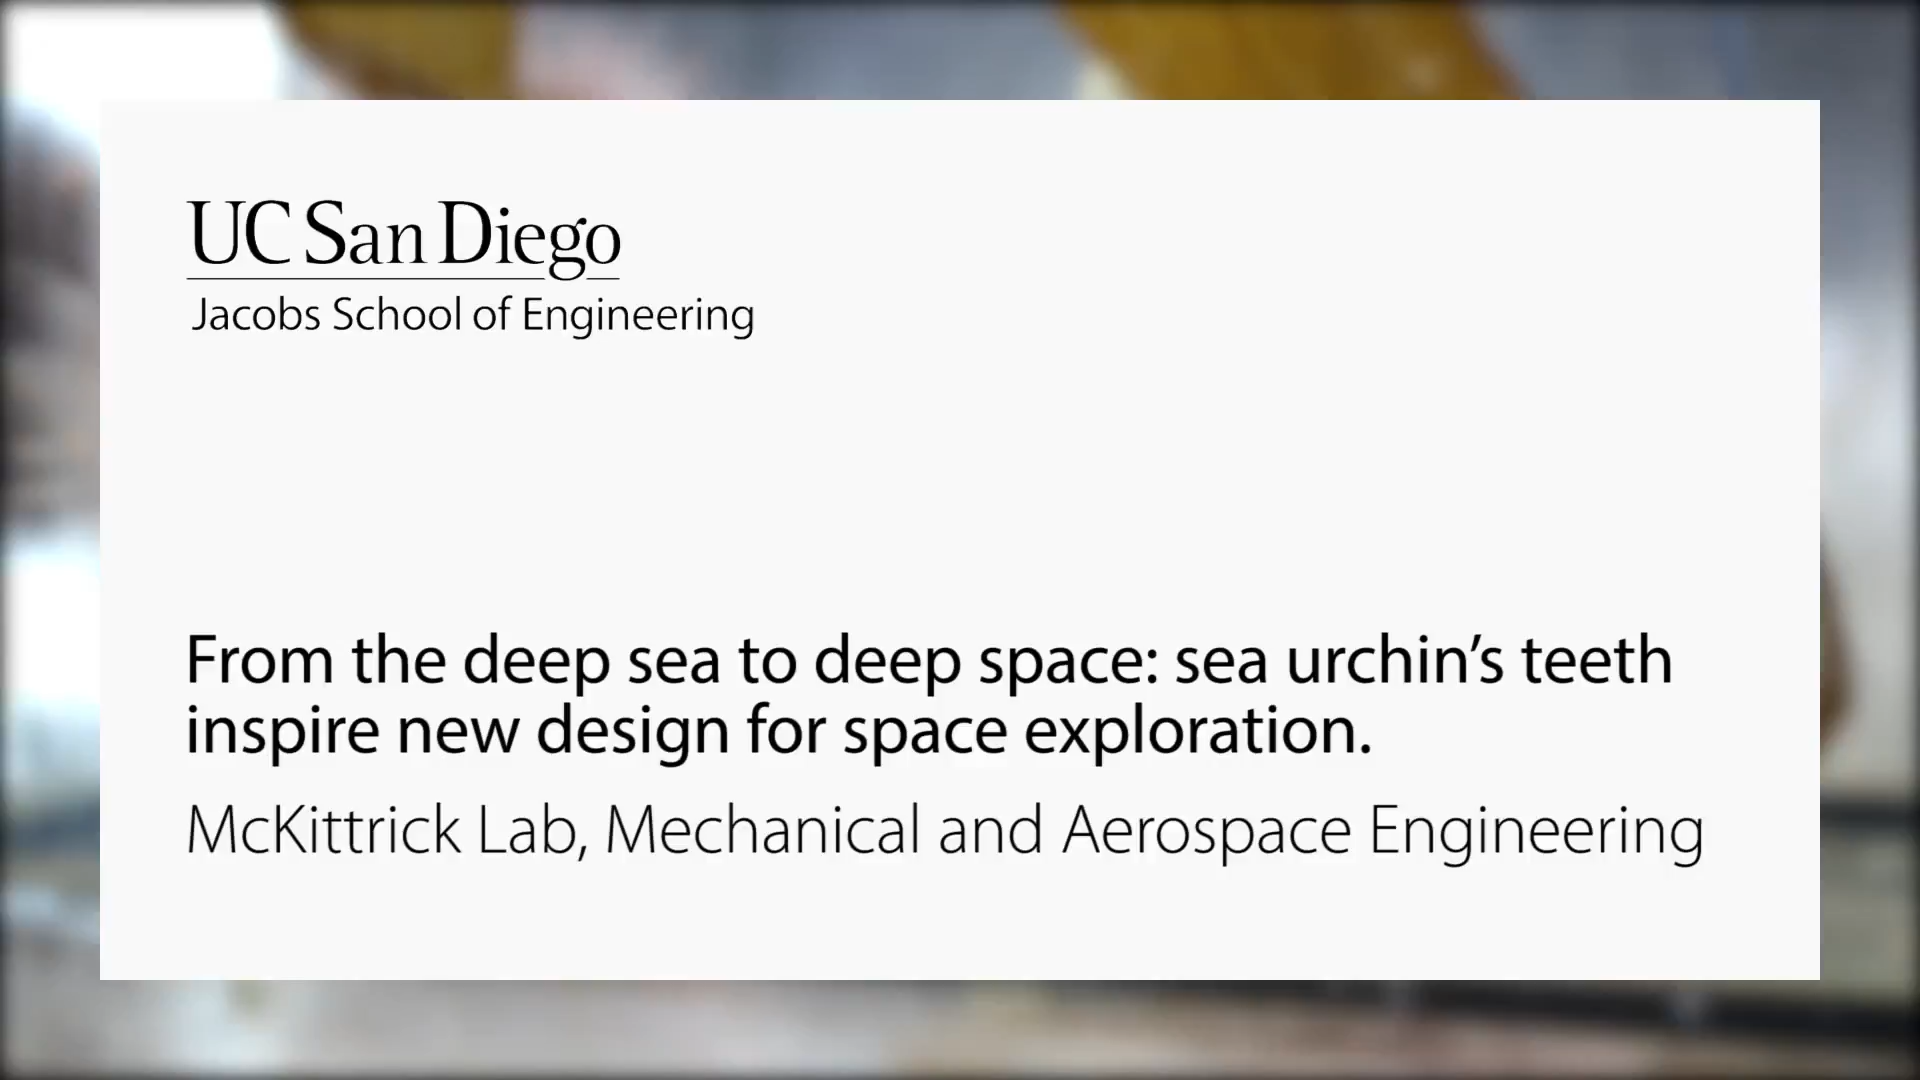 UC San Diego
Jacobs School of Engineering
From the deep sea to deep space: sea urchin’s teeth
inspire new design for space exploration.
McKittrick Lab, Mechanical and Aerospace Engineering